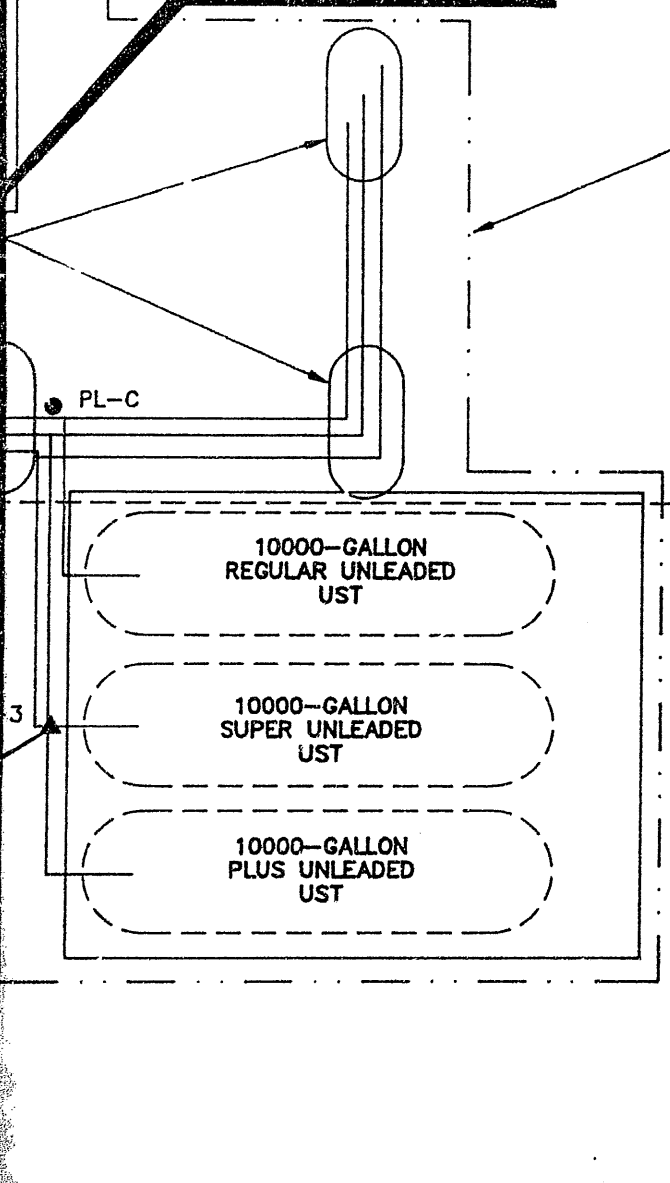 PL-C
10000-GALLON
REGULAR UNLEADED
UST
10000-GALLON
SUPER UNLEADED
UST
3
10000-GALLON
PLUS UNLEADED
UST